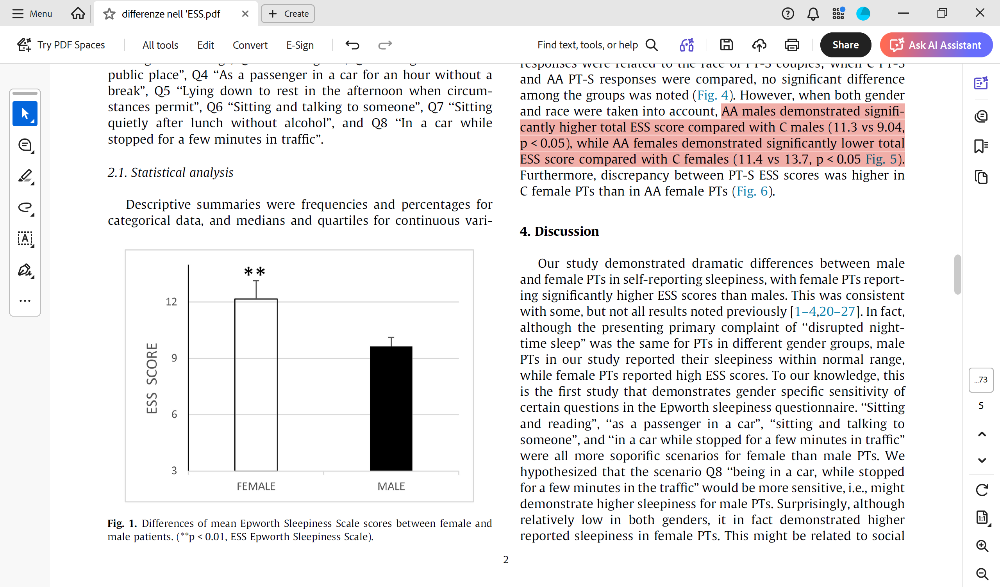 Menu
differenze nell 'ESS.pdf
Create
Try PDF Spaces
All tools
Edit
Convert
E-Sign
Find text, tools, or help
Share
Ask AI Assistant
public place”, Q4 “As a passenger in a car for an hour without a
break”, Q5 “Lying down to rest in the afternoon when circum-
stances permit”, Q6 “Sitting and talking to someone”, Q7 “Sitting
quietly after lunch without alcohol”, and Q8 “In a car while
stopped for a few minutes in traffic”.
2.1. Statistical analysis
Descriptive summaries were frequencies and percentages for
categorical data, and medians and quartiles for continuous vari-
**
12
9
6
3
ESS SCORE
FEMALE
MALE
Fig. 1. Differences of mean Epworth Sleepiness Scale scores between female and
male patients. (**p < 0.01, ESS Epworth Sleepiness Scale).
responses were related to the race of PT-S couples, when C PT-S
and AA PT-S responses were compared, no significant difference
among the groups was noted (Fig. 4). However, when both gender
and race were taken into account, AA males demonstrated signifi-
cantly higher total ESS score compared with C males (11.3 vs 9.04,
p < 0.05), while AA females demonstrated significantly lower total
ESS score compared with C females (11.4 vs 13.7, p < 0.05 Fig. 5).
Furthermore, discrepancy between PT-S ESS scores was higher in
C female PTs than in AA female PTs (Fig. 6).
4. Discussion
Our study demonstrated dramatic differences between male
and female PTs in self-reporting sleepiness, with female PTs report-
ing significantly higher ESS scores than males. This was consistent
with some, but not all results noted previously [1–4,20–27]. In fact,
although the presenting primary complaint of “disrupted night-
time sleep” was the same for PTs in different gender groups, male
PTs in our study reported their sleepiness within normal range,
while female PTs reported high ESS scores. To our knowledge, this
is the first study that demonstrates gender specific sensitivity of
certain questions in the Epworth sleepiness questionnaire. “Sitting
and reading”, “as a passenger in a car”, “sitting and talking to
someone”, and “in a car while stopped for a few minutes in traffic”
were all more soporific scenarios for female than male PTs. We
hypothesized that the scenario Q8 “being in a car, while stopped
for a few minutes in the traffic” would be more sensitive, i.e., might
demonstrate higher sleepiness for male PTs. Surprisingly, although
relatively low in both genders, it in fact demonstrated higher
reported sleepiness in female PTs. This might be related to social
2
...73
5
1:1